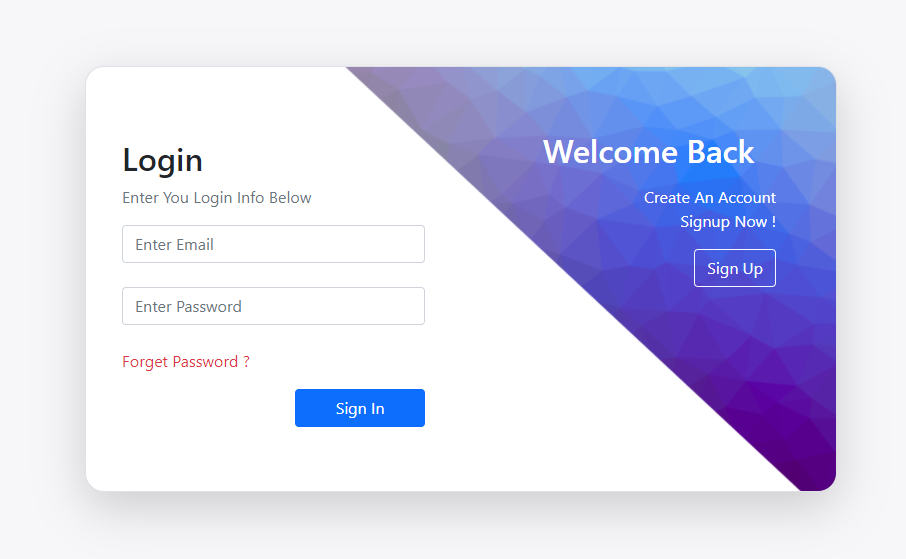 Login
Enter You Login Info Below
Enter Email
Enter Password
Forget Password ?
Sign In
Welcome Back
Create An Account
Signup Now !
Sign Up